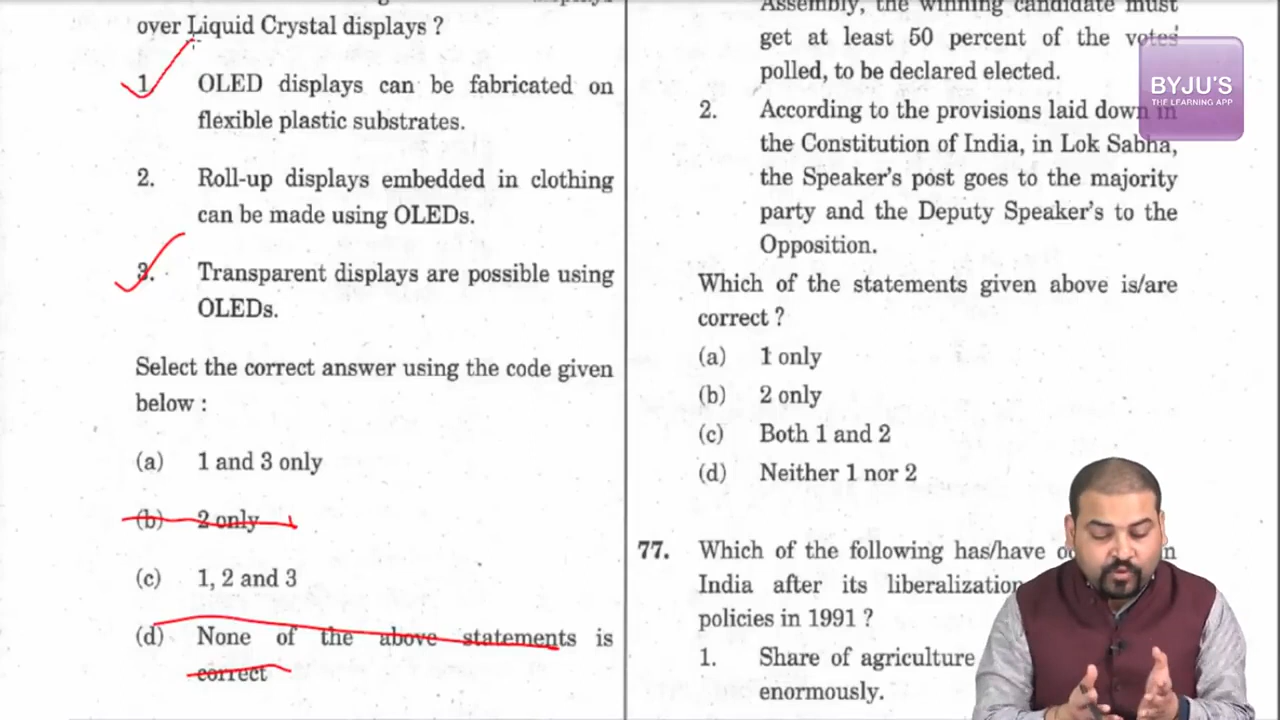 over Liquid Crystal displays ?
1. OLED displays can be fabricated on
flexible plastic substrates.
2. Roll-up displays embedded in clothing
can be made using OLEDs.
3. Transparent displays are possible using
OLEDs.
Select the correct answer using the code given
below :
(a) 1 and 3 only
(b) 2 only
(c) 1, 2 and 3
(d) None of the above statements is
correct
Assembly, the winning candidate must
get at least 50 percent of the votes
polled, to be declared elected.
2. According to the provisions laid down in
the Constitution of India, in Lok Sabha,
the Speaker's post goes to the majority
party and the Deputy Speaker's to the
Opposition.
Which of the statements given above is/are
correct ?
(a) 1 only
(b) 2 only
(c) Both 1 and 2
(d) Neither 1 nor 2
77. Which of the following has/have in
India after its liberalization
policies in 1991 ?
1. Share of agriculture
enormously.
BYJU'S
THE LEARNING APP